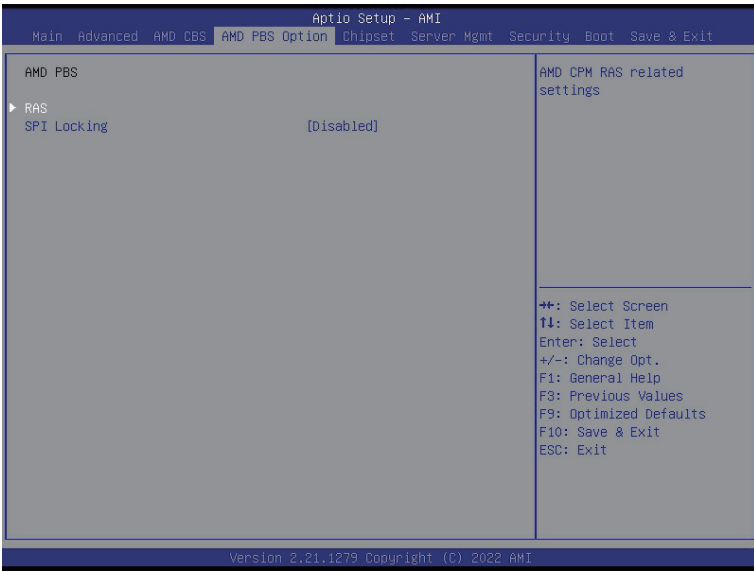 Aptio Setup – AMI
Main Advanced AMD CBS AMD PBS Option Chipset Server Mgmt Security Boot Save & Exit
AMD PBS
RAS
SPI Locking [Disabled]
AMD CPM RAS related
settings
→←: Select Screen
↑↓: Select Item
Enter: Select
+/-: Change Opt.
F1: General Help
F3: Previous Values
F9: Optimized Defaults
F10: Save & Exit
ESC: Exit
Version 2.21.1279 Copyright (C) 2022 AMI